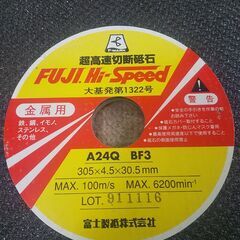 超高速切断砥石
FUJI Hi-Speed
大基発第1322号
金属用
鉄、鋼、イモノ、
ステンレス、
その他
警告
A24Q BF3
305×4.5×30.5mm
MAX. 100m/s MAX. 6200min⁻¹
LOT. 911116
富士製砥株式会社